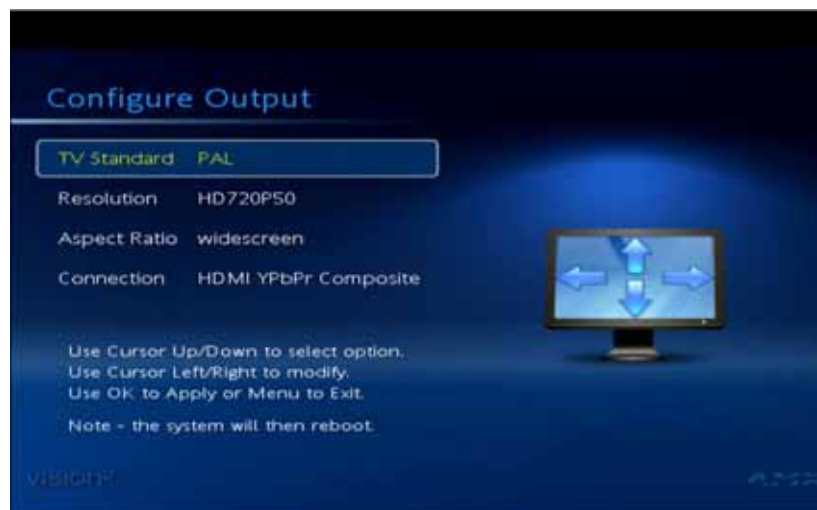 Configure Output
TV Standard PAL
Resolution HD720P50
Aspect Ratio widescreen
Connection HDMI YPbPr Composite
Use Cursor Up/Down to select option.
Use Cursor Left/Right to modify.
Use OK to Apply or Menu to Exit.
Note - the system will then reboot.